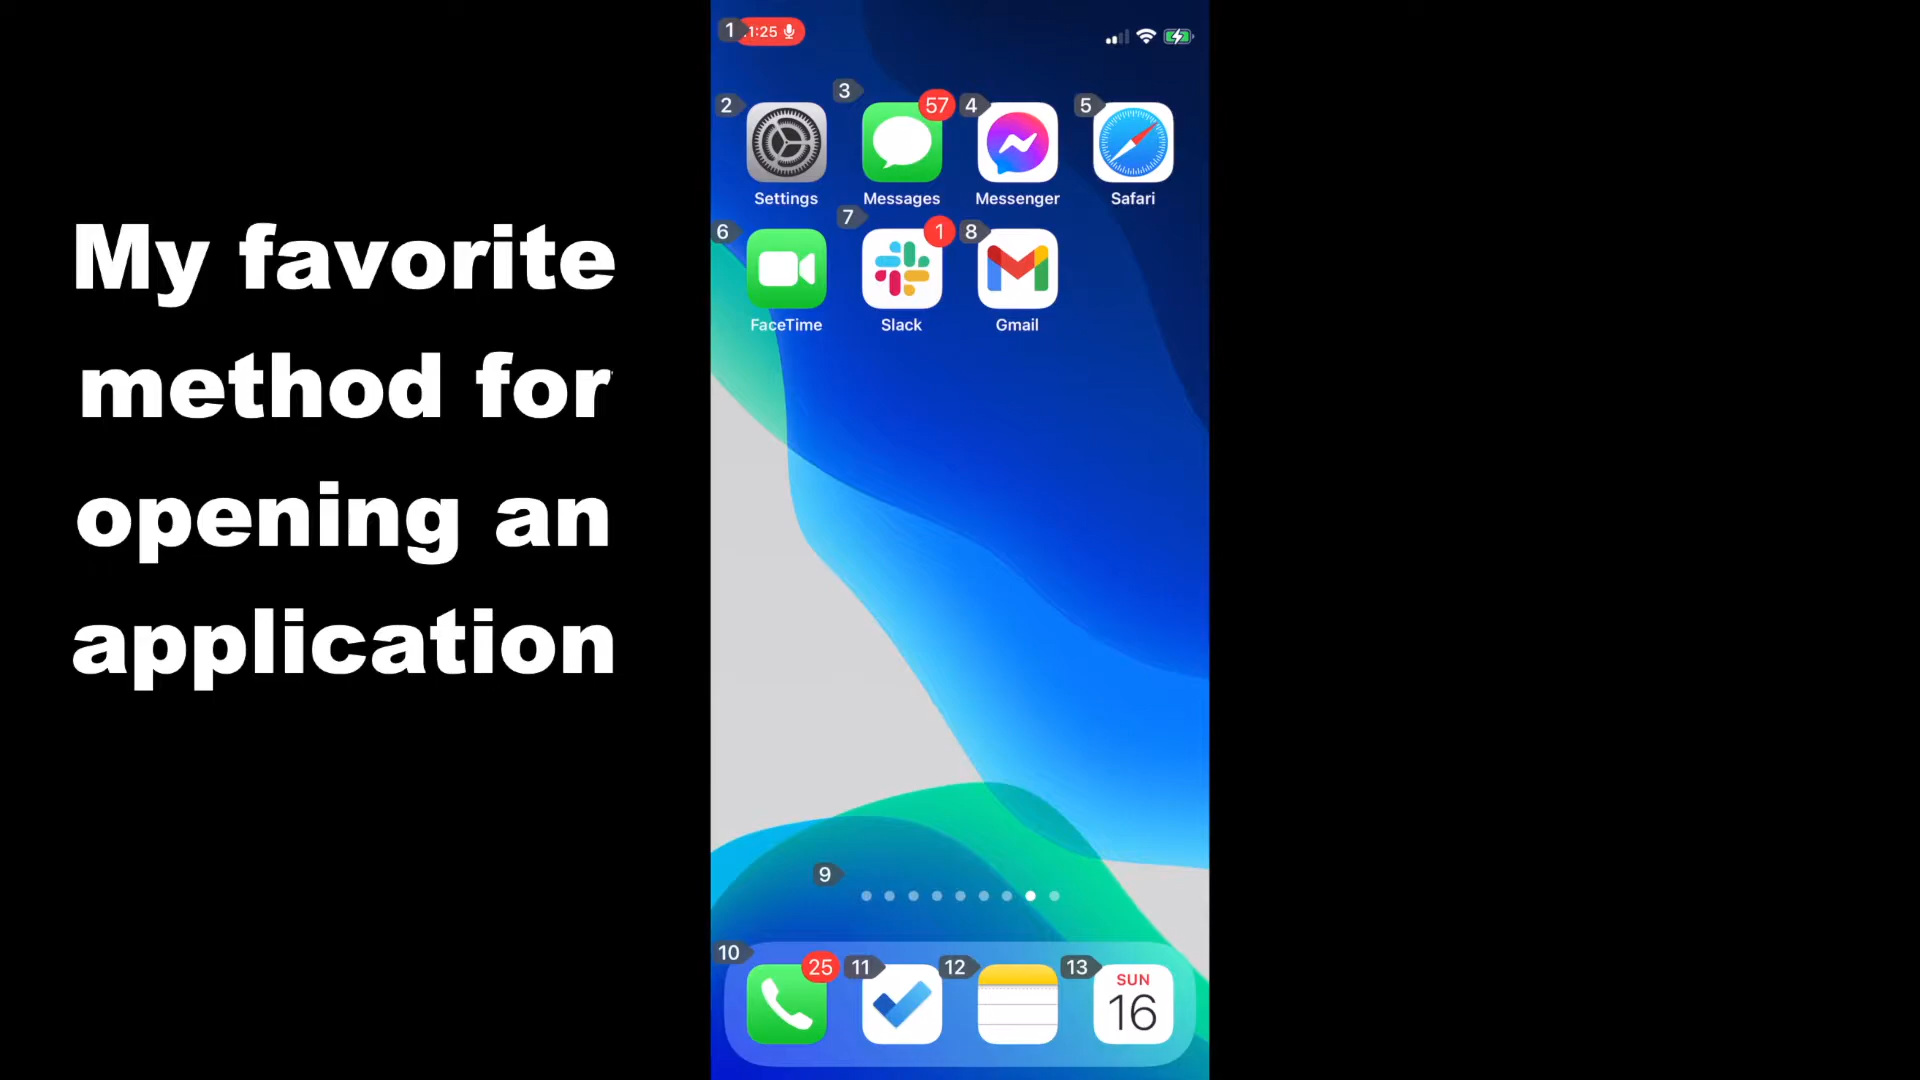 My favorite
method for
opening an
application
1 1:25
2 3 57 4 5
Settings Messages Messenger Safari
6 7 1 8
FaceTime Slack Gmail
9
10 25 11 12 13 SUN
16